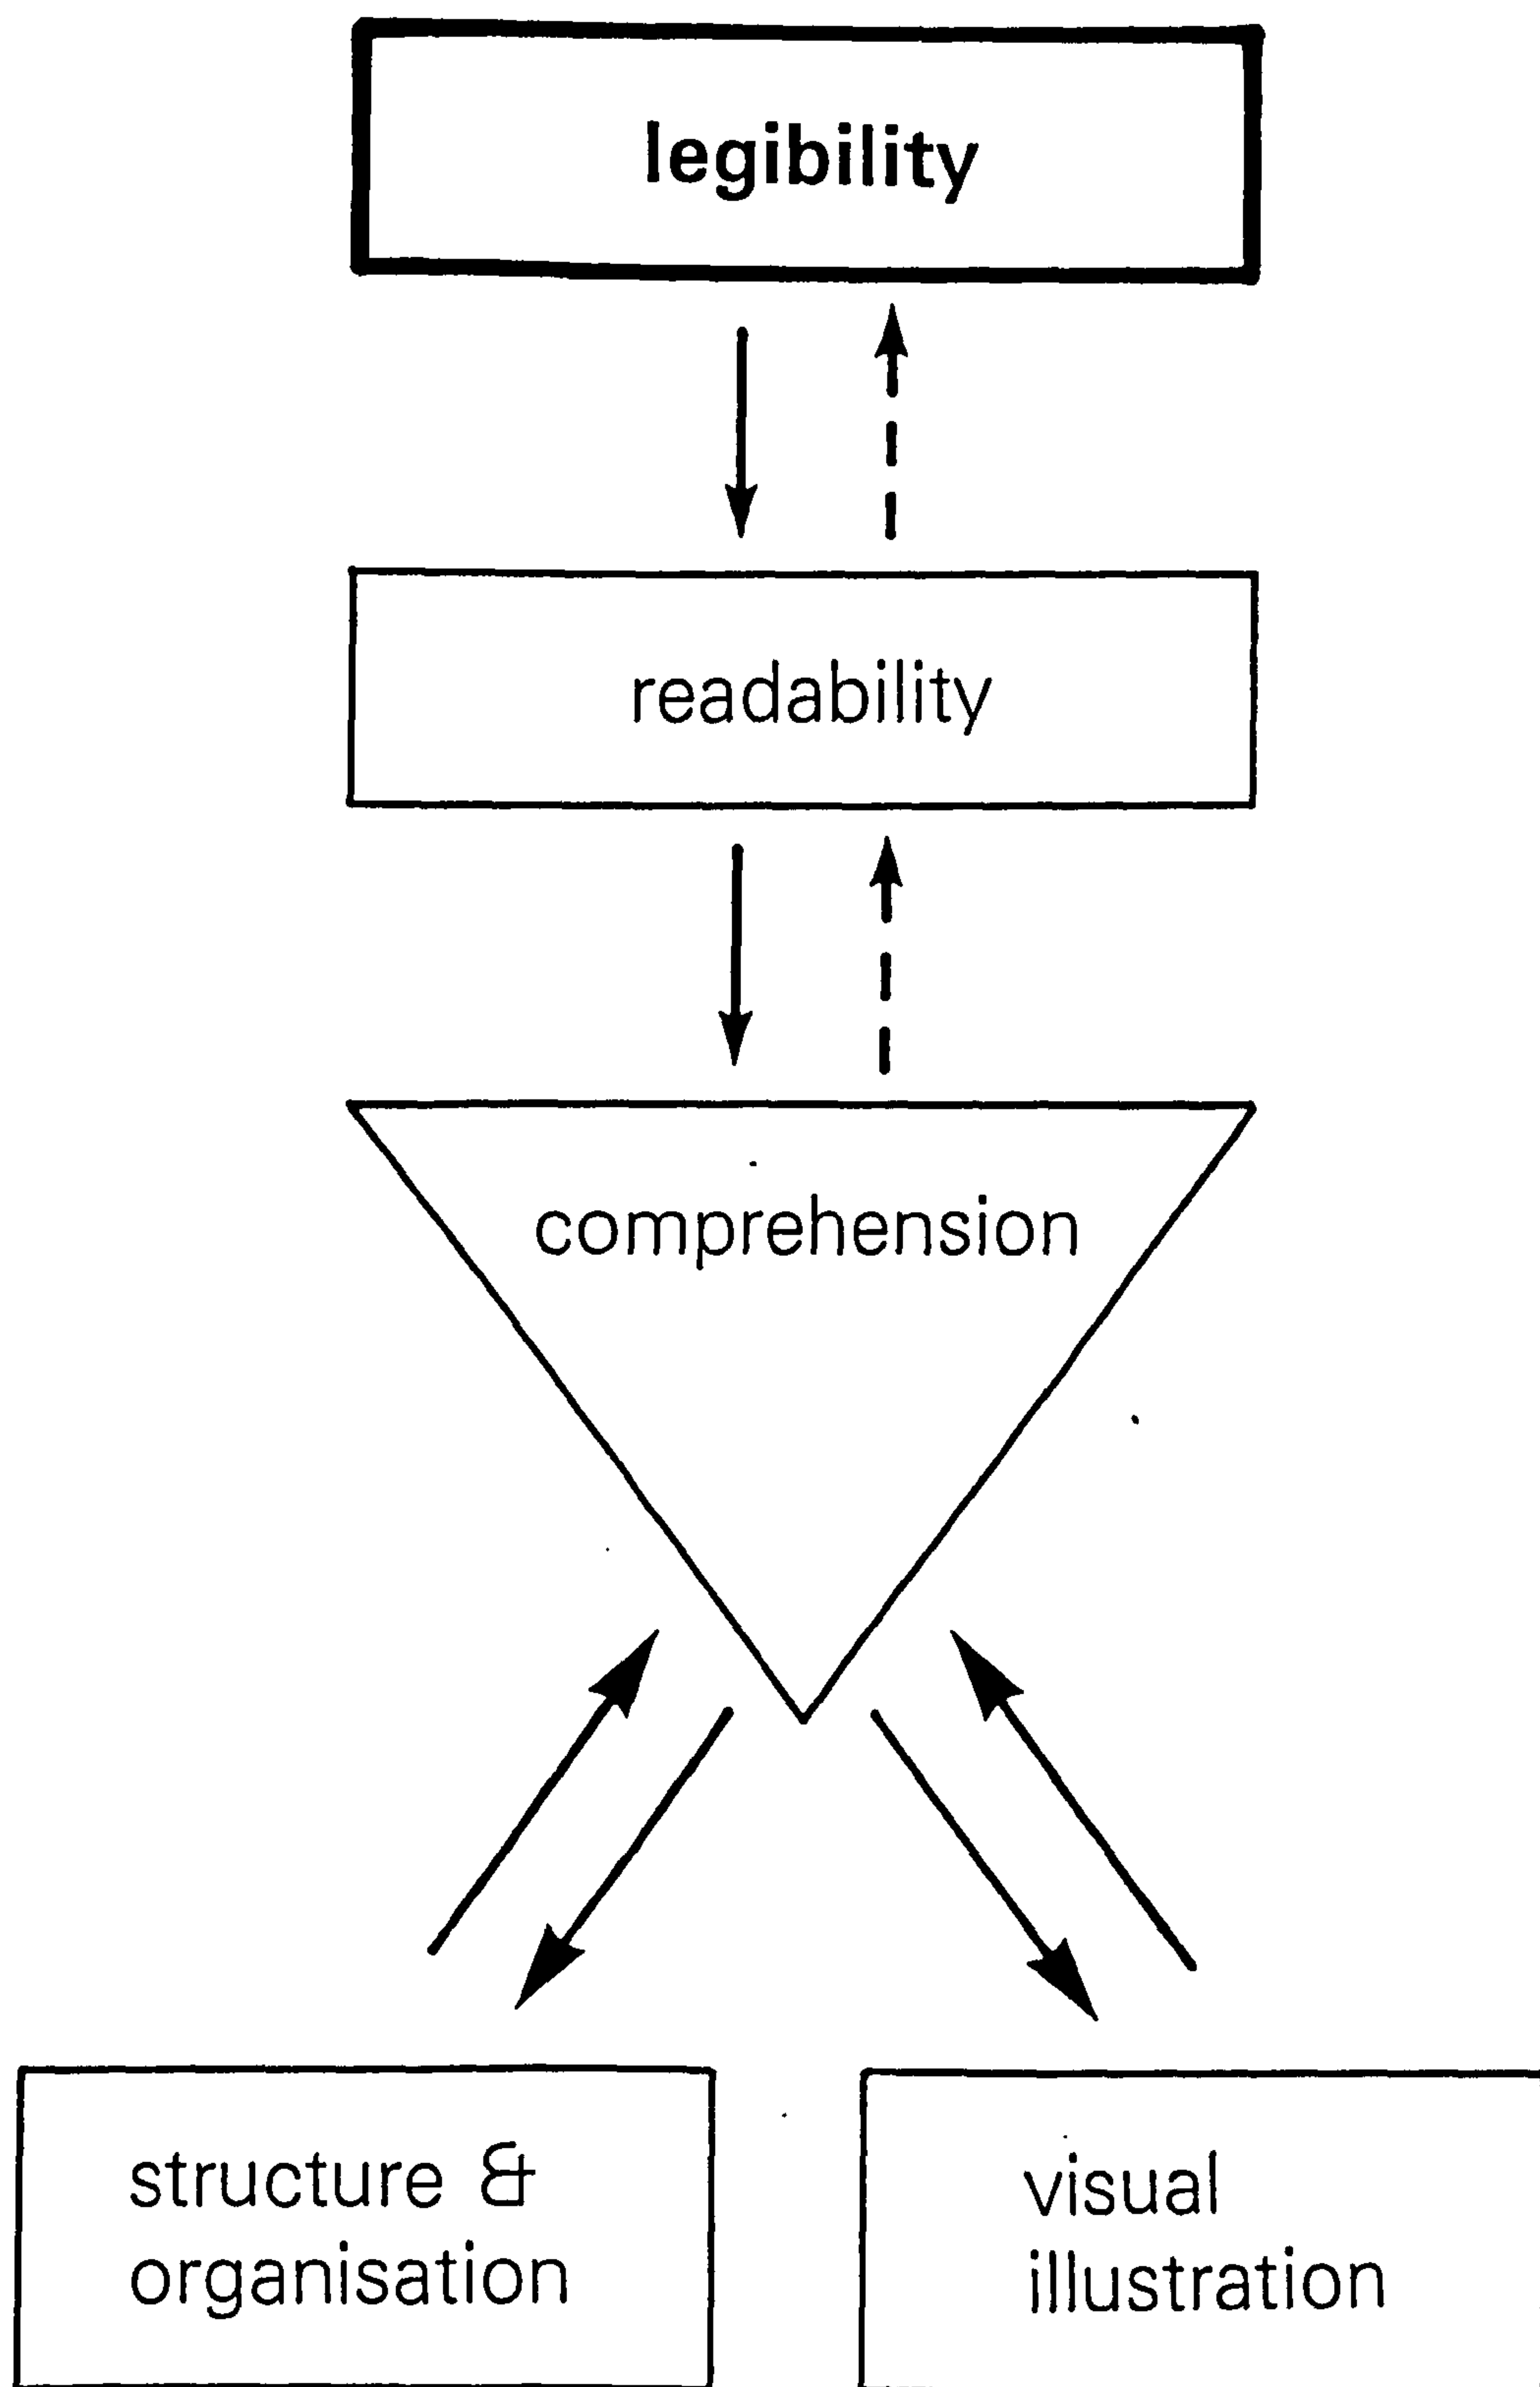 legibility
readability
comprehension
structure &
organisation
visual
illustration